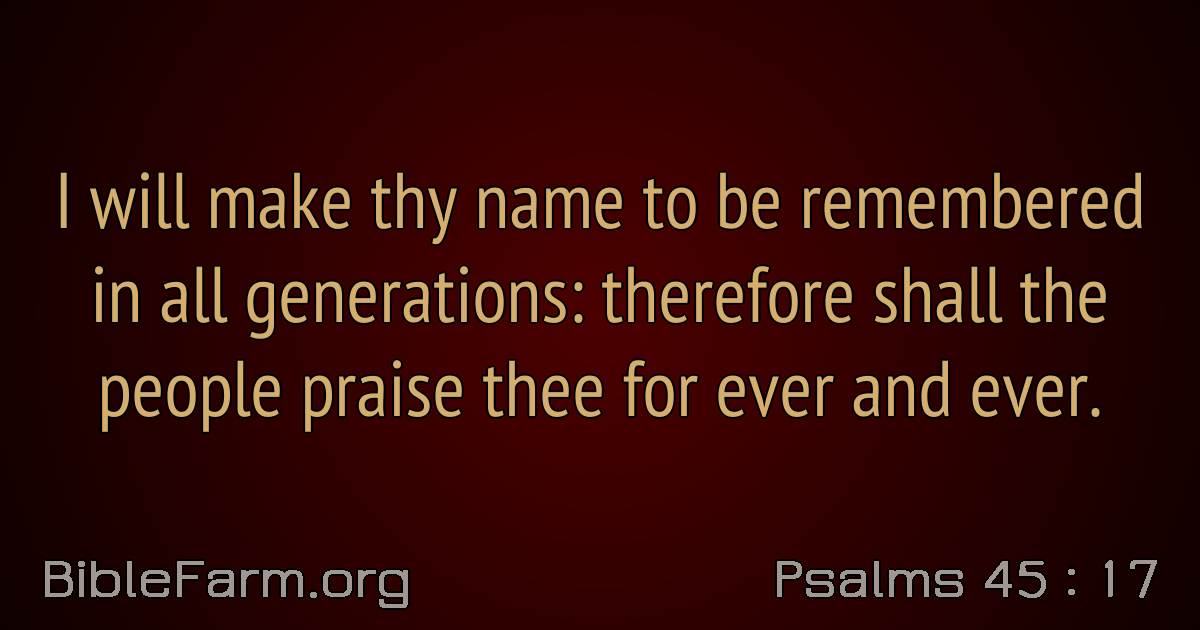 I will make thy name to be remembered
in all generations: therefore shall the
people praise thee for ever and ever.
BibleFarm.org
Psalms 45 : 17